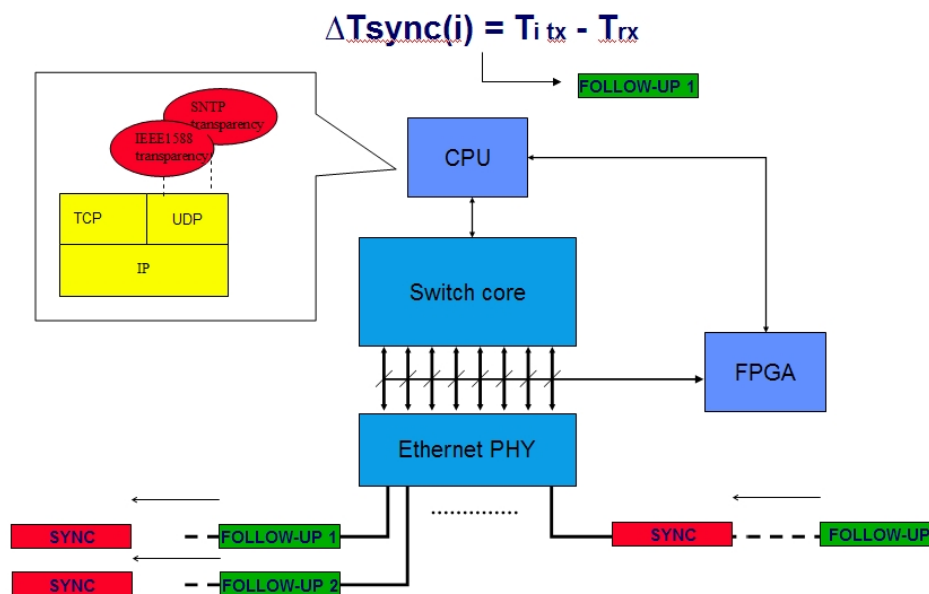 ΔTsync(i) = Ti tx - Trx
FOLLOW-UP 1
SNTP
transparency
IEEE1588
transparency
CPU
TCP
UDP
IP
Switch core
FPGA
Ethernet PHY
SYNC
FOLLOW-UP 1
SYNC
FOLLOW-UP
SYNC
FOLLOW-UP 2